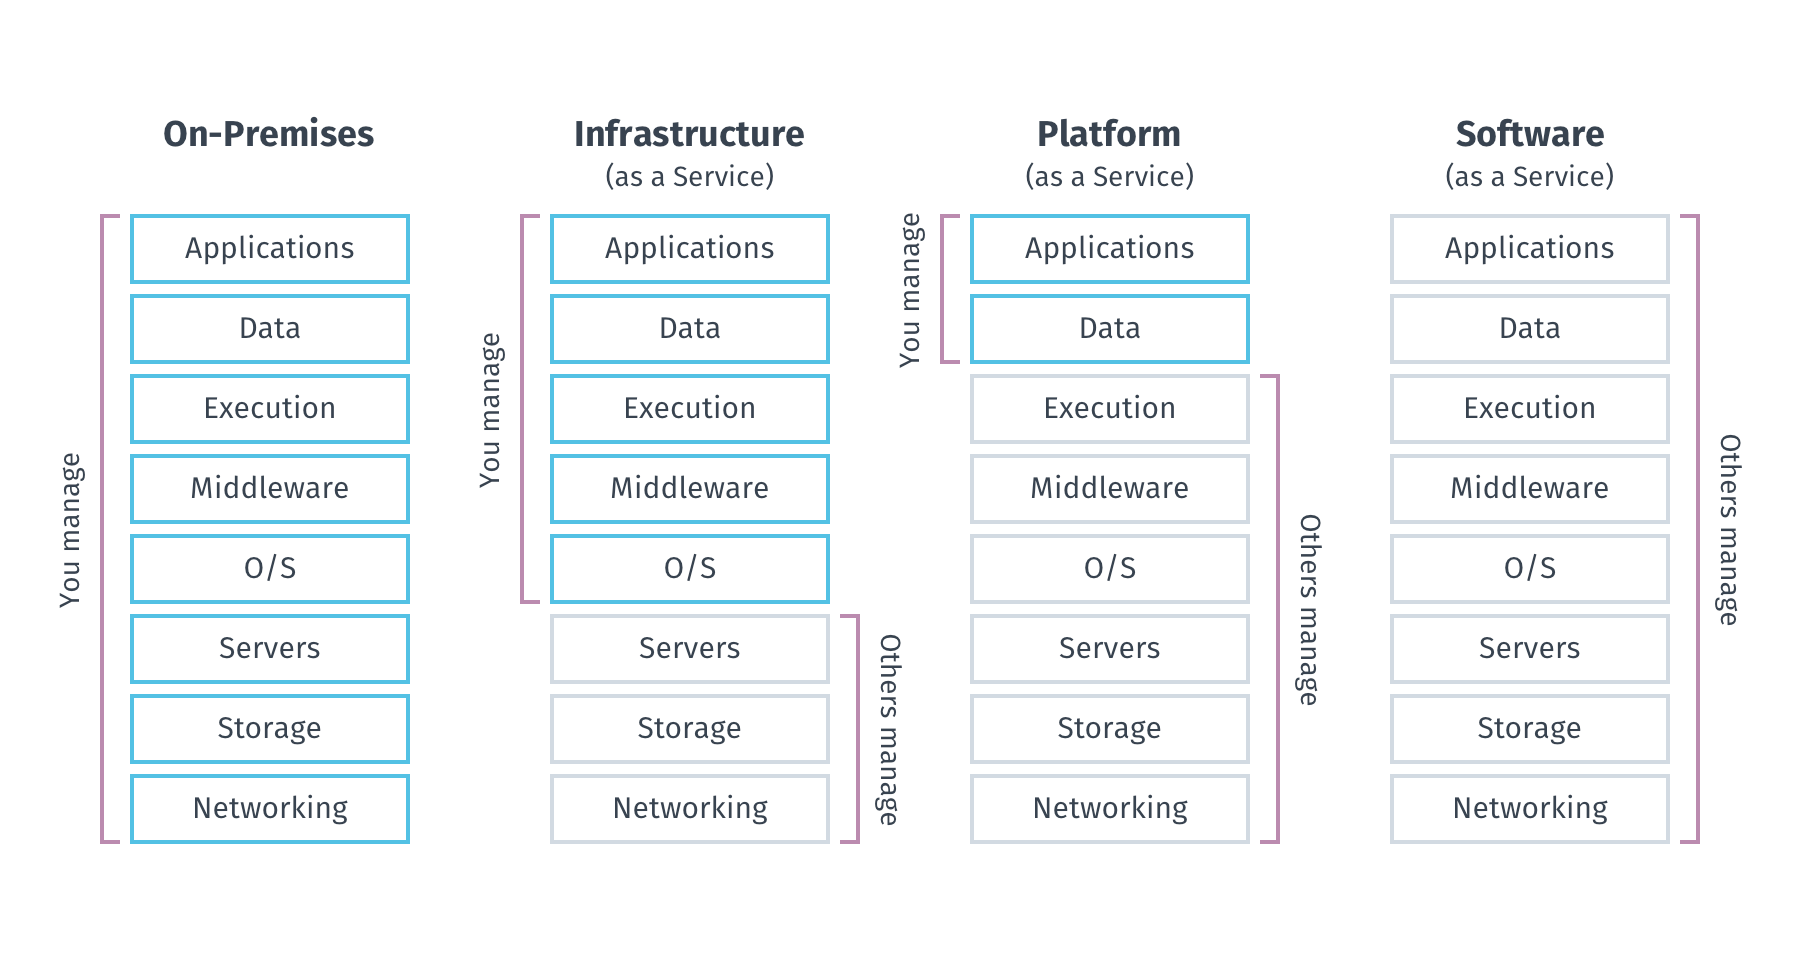 On-Premises
You manage
Applications
Data
Execution
Middleware
O/S
Servers
Storage
Networking
Infrastructure
(as a Service)
You manage
Applications
Data
Execution
Middleware
O/S
Servers
Storage
Networking
Others manage
Platform
(as a Service)
You manage
Applications
Data
Execution
Middleware
O/S
Servers
Storage
Networking
Others manage
Software
(as a Service)
Applications
Data
Execution
Middleware
O/S
Servers
Storage
Networking
Others manage